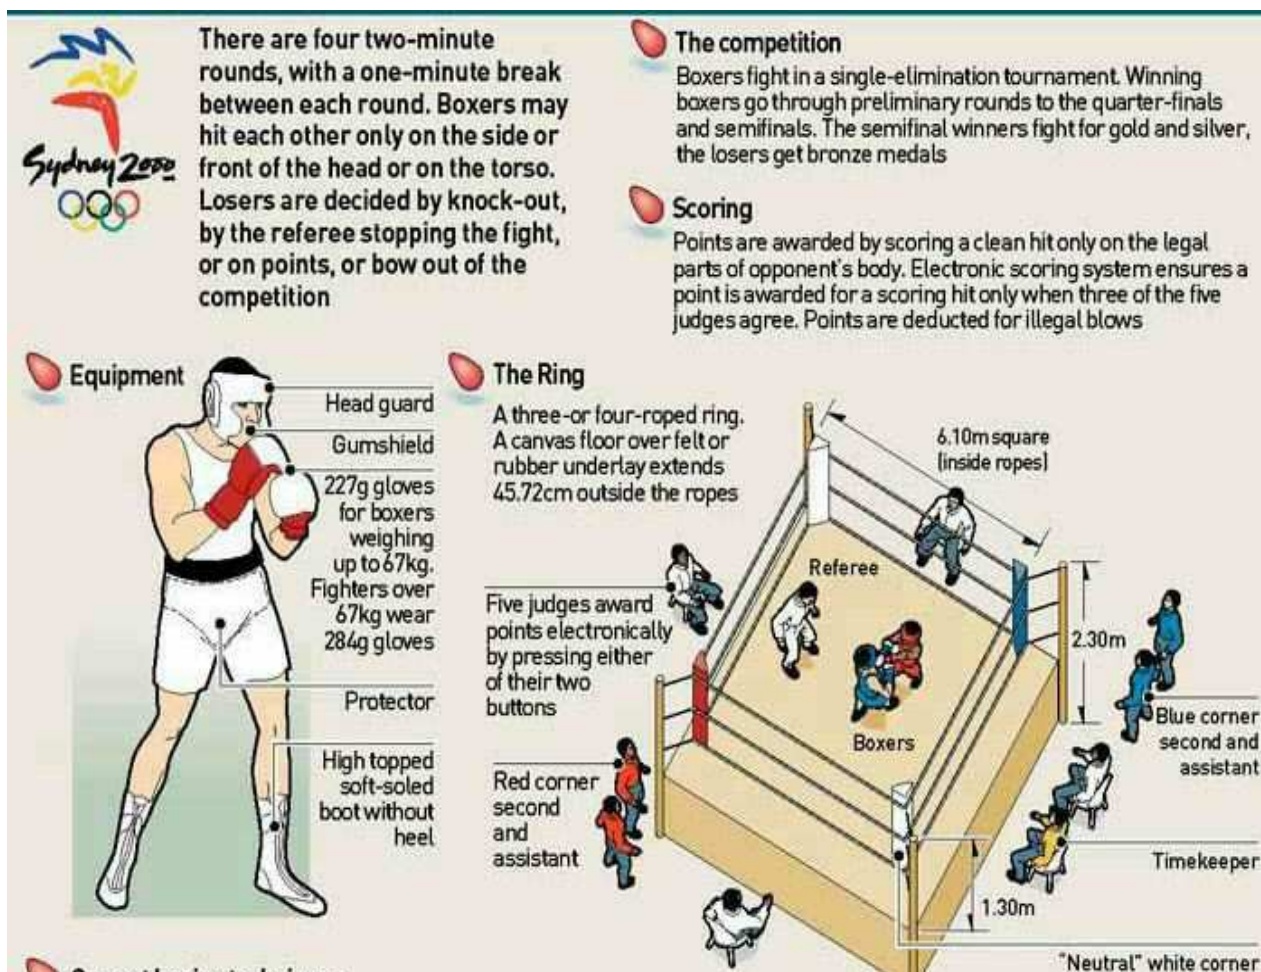 Sydney 2000
There are four two-minute
rounds, with a one-minute break
between each round. Boxers may
hit each other only on the side or
front of the head or on the torso.
Losers are decided by knock-out,
by the referee stopping the fight,
or on points, or bow out of the
competition
The competition
Boxers fight in a single-elimination tournament. Winning
boxers go through preliminary rounds to the quarter-finals
and semifinals. The semifinal winners fight for gold and silver,
the losers get bronze medals
Scoring
Points are awarded by scoring a clean hit only on the legal
parts of opponent's body. Electronic scoring system ensures a
point is awarded for a scoring hit only when three of the five
judges agree. Points are deducted for illegal blows
Equipment
Head guard
Gumshield
227g gloves
for boxers
weighing
up to 67kg.
Fighters over
67kg wear
284g gloves
Protector
High topped
soft-soled
boot without
heel
The Ring
A three-or four-roped ring.
A canvas floor over felt or
rubber underlay extends
45.72cm outside the ropes
6.10m square
(inside ropes)
Referee
Five judges award
points electronically
by pressing either
of their two
buttons
2.30m
Boxers
Blue corner
second and
assistant
Red corner
second
and
assistant
Timekeeper
1.30m
"Neutral" white corner